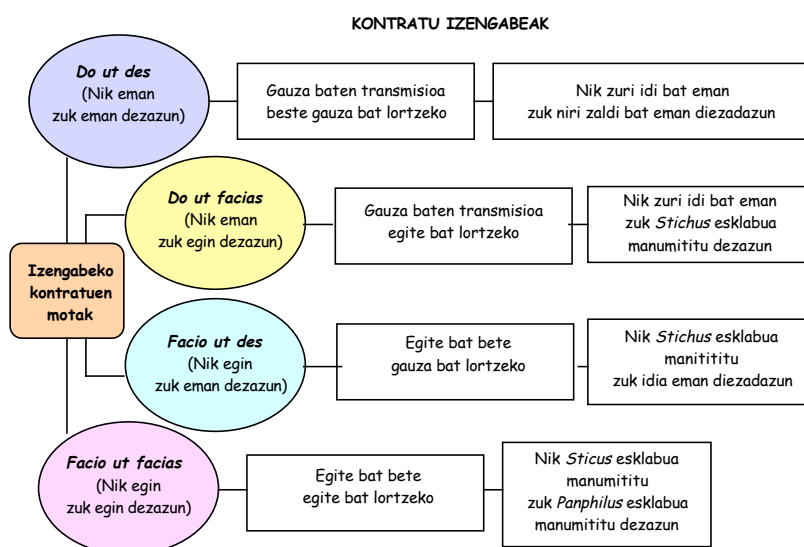 KONTRATU IZENGABEAK
Do ut des
(Nik eman
zuk eman dezazun)
Gauza baten transmisioa
beste gauza bat lortzeko
Nik zuri idi bat eman
zuk niri zaldi bat eman diezadazun
Do ut facias
(Nik eman
zuk egin dezazun)
Gauza baten transmisioa
egite bat lortzeko
Nik zuri idi bat eman
zuk Stichus esklabua
manumititu dezazun
Izengabeko
kontratuen
motak
Facio ut des
(Nik egin
zuk eman dezazun)
Egite bat bete
gauza bat lortzeko
Nik Stichus esklabua
manitititu
zuk idia eman diezadazun
Facio ut facias
(Nik egin
zuk egin dezazun)
Egite bat bete
egite bat lortzeko
Nik Sticus esklabua
manumititu
zuk Panphilus esklabua
manumititu dezazun